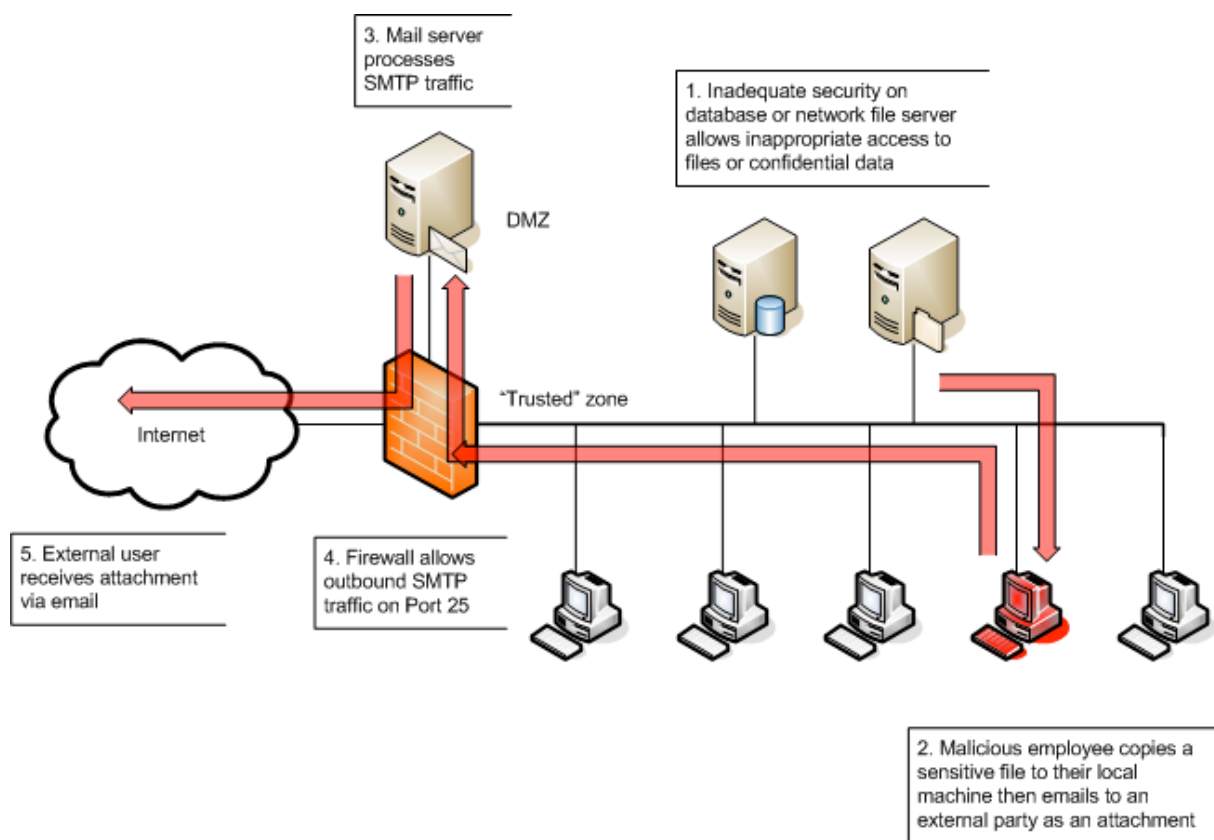 3. Mail server
processes
SMTP traffic
1. Inadequate security on
database or network file server
allows inappropriate access to
files or confidential data
DMZ
"Trusted" zone
Internet
5. External user
receives attachment
via email
4. Firewall allows
outbound SMTP
traffic on Port 25
2. Malicious employee copies a
sensitive file to their local
machine then emails to an
external party as an attachment